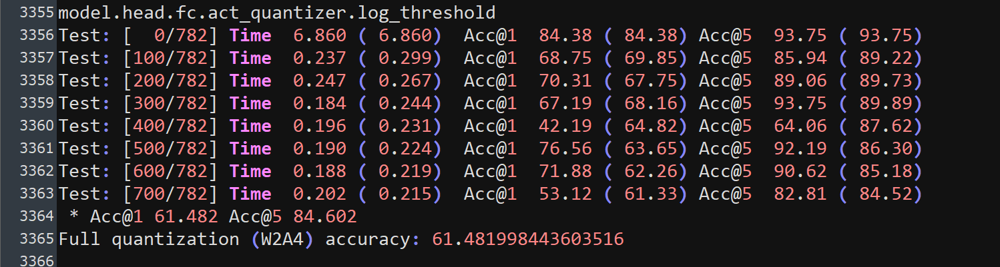 3355 model.head.fc.act_quantizer.log_threshold
3356 Test: [  0/782] Time  6.860 ( 6.860)  Acc@1  84.38 ( 84.38) Acc@5  93.75 ( 93.75)
3357 Test: [100/782] Time  0.237 ( 0.299)  Acc@1  68.75 ( 69.85) Acc@5  85.94 ( 89.22)
3358 Test: [200/782] Time  0.247 ( 0.267)  Acc@1  70.31 ( 67.75) Acc@5  89.06 ( 89.73)
3359 Test: [300/782] Time  0.184 ( 0.244)  Acc@1  67.19 ( 68.16) Acc@5  93.75 ( 89.89)
3360 Test: [400/782] Time  0.196 ( 0.231)  Acc@1  42.19 ( 64.82) Acc@5  64.06 ( 87.62)
3361 Test: [500/782] Time  0.190 ( 0.224)  Acc@1  76.56 ( 63.65) Acc@5  92.19 ( 86.30)
3362 Test: [600/782] Time  0.188 ( 0.219)  Acc@1  71.88 ( 62.26) Acc@5  90.62 ( 85.18)
3363 Test: [700/782] Time  0.202 ( 0.215)  Acc@1  53.12 ( 61.33) Acc@5  82.81 ( 84.52)
3364  * Acc@1 61.482 Acc@5 84.602
3365 Full quantization (W2A4) accuracy: 61.481998443603516
3366